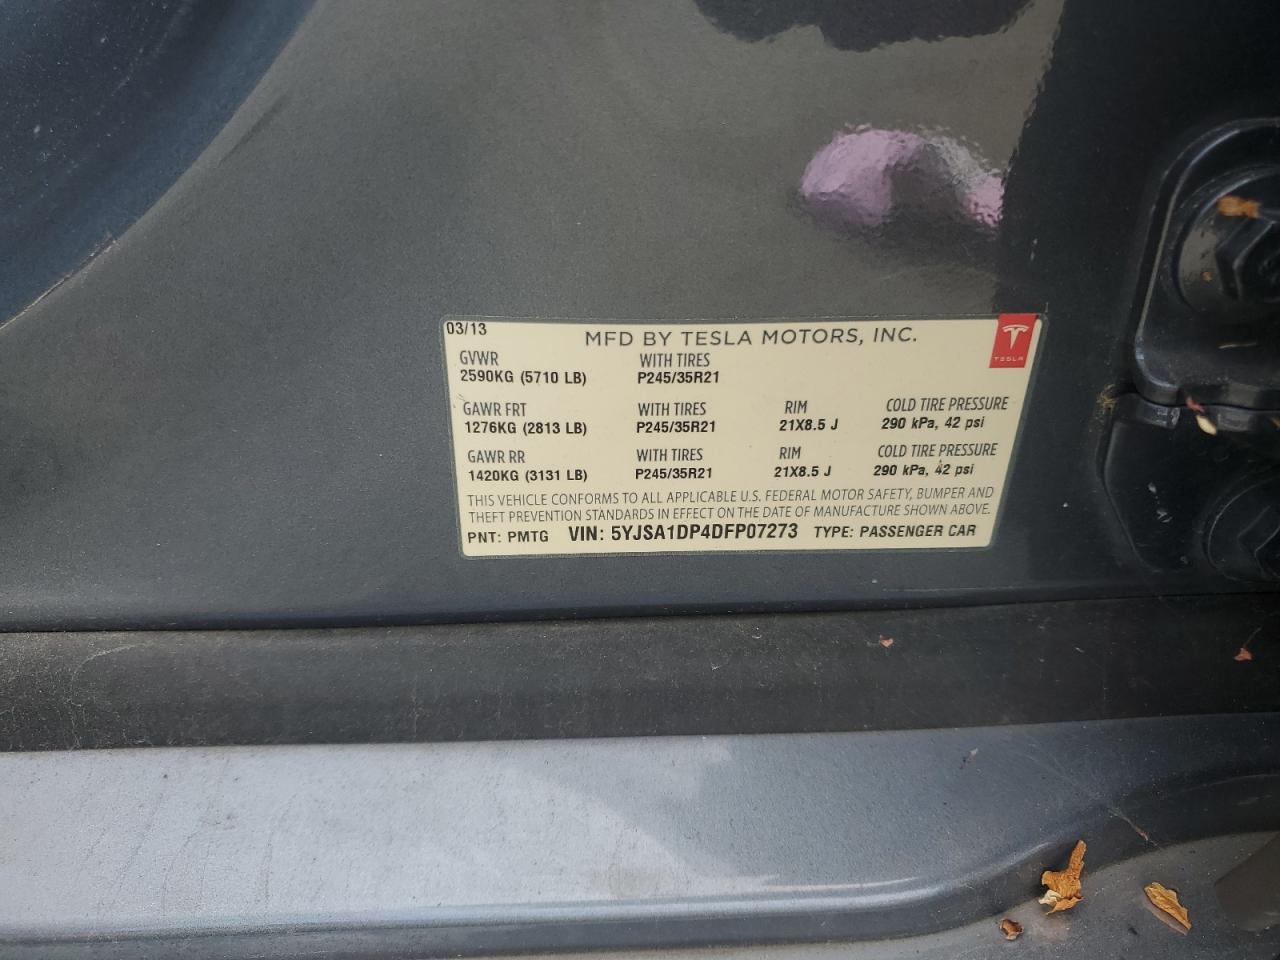 03/13
MFD BY TESLA MOTORS, INC.
TESLA
GVWR WITH TIRES
2590KG (5710 LB) P245/35R21
GAWR FRT WITH TIRES RIM COLD TIRE PRESSURE
1276KG (2813 LB) P245/35R21 21X8.5 J 290 kPa, 42 psi
GAWR RR WITH TIRES RIM COLD TIRE PRESSURE
1420KG (3131 LB) P245/35R21 21X8.5 J 290 kPa, 42 psi
THIS VEHICLE CONFORMS TO ALL APPLICABLE U.S. FEDERAL MOTOR SAFETY, BUMPER AND
THEFT PREVENTION STANDARDS IN EFFECT ON THE DATE OF MANUFACTURE SHOWN ABOVE.
PNT: PMTG VIN: 5YJSA1DP4DFP07273 TYPE: PASSENGER CAR